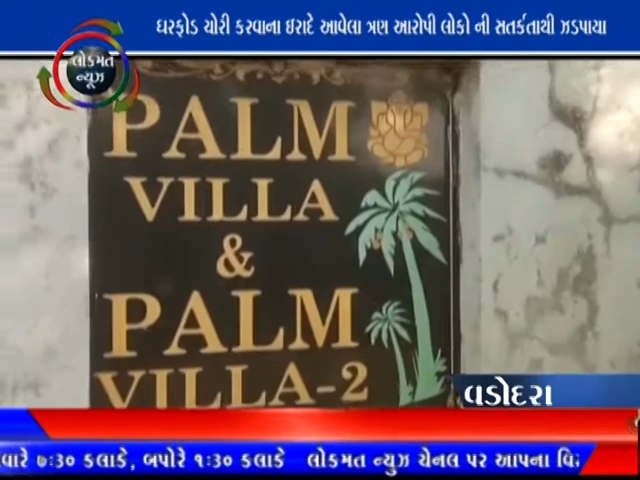 ઘરફોડ ચોરી કરવાના ઇરાદે આવેલા ત્રણ આરોપી લોકો ની સતર્કતાથી ઝડપાયા
લોકમત
ન્યૂઝ
PALM
VILLA
&
PALM
VILLA-2
વડોદરા
વારે ૭:૩૦ કલાકે, બપોરે ૧:૩૦ કલાકે લોકમત ન્યુઝ ચેનલ પર આપના